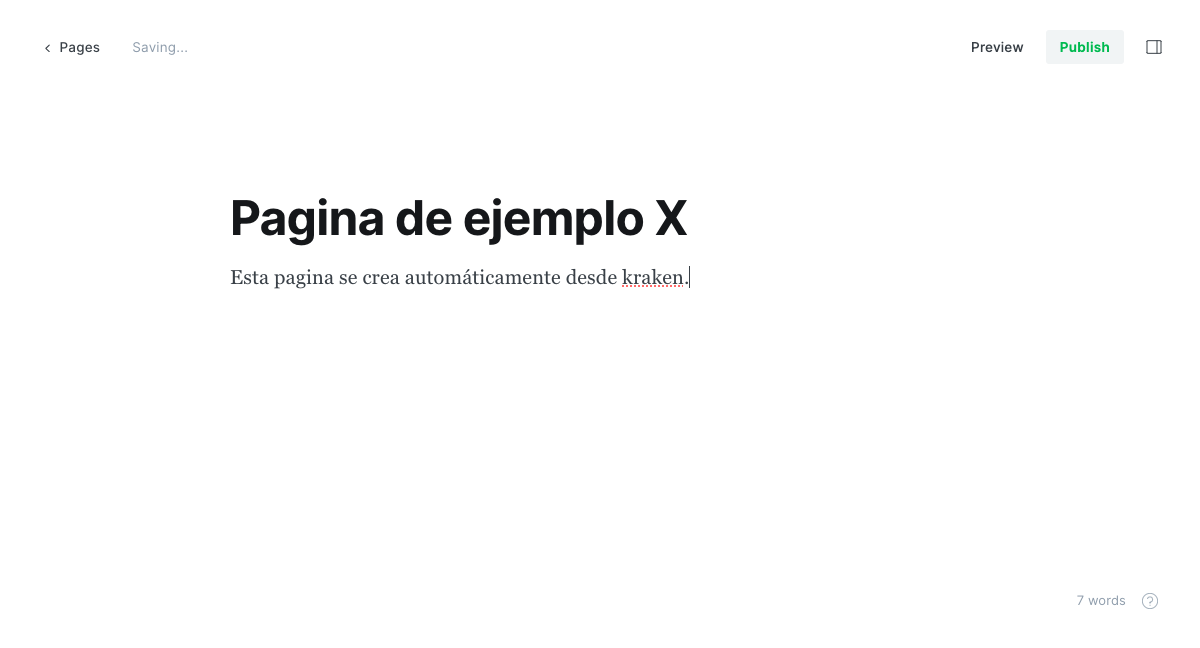 Pages
Saving...
Preview
Publish
Pagina de ejemplo X
Esta pagina se crea automáticamente desde kraken.
7 words
?